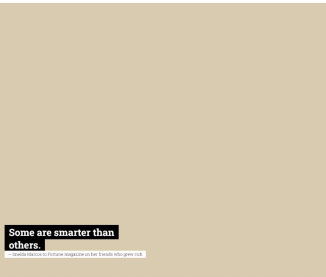 Some are smarter than
others.
– Imelda Marcos to Fortune magazine on her friends who grew rich